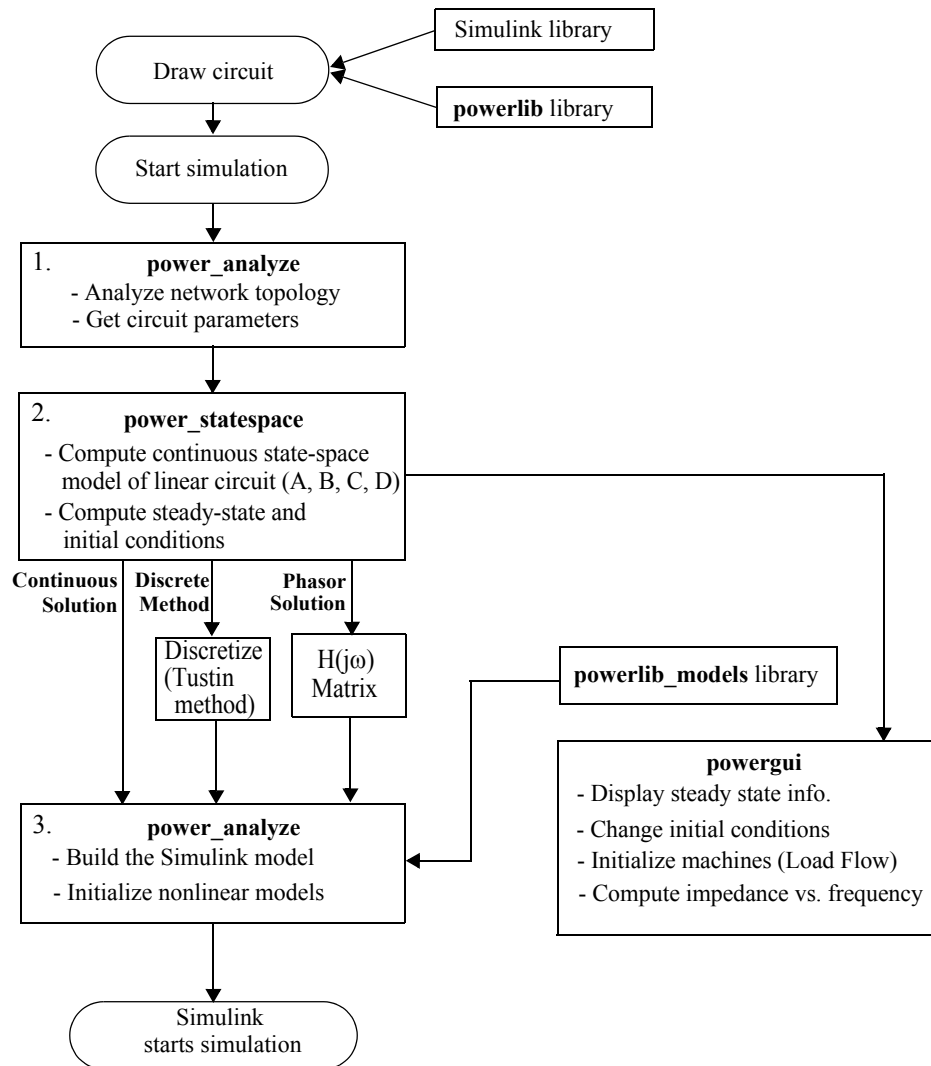 Simulink library
Draw circuit
powerlib library
Start simulation
1.
power_analyze
- Analyze network topology
- Get circuit parameters
2.
power_statespace
- Compute continuous state-space
model of linear circuit (A, B, C, D)
- Compute steady-state and
initial conditions
Continuous
Solution
Discrete
Method
Phasor
Solution
Discretize
(Tustin
method)
H(jω)
Matrix
powerlib_models library
powergui
- Display steady state info.
- Change initial conditions
- Initialize machines (Load Flow)
- Compute impedance vs. frequency
3.
power_analyze
- Build the Simulink model
- Initialize nonlinear models
Simulink
starts simulation